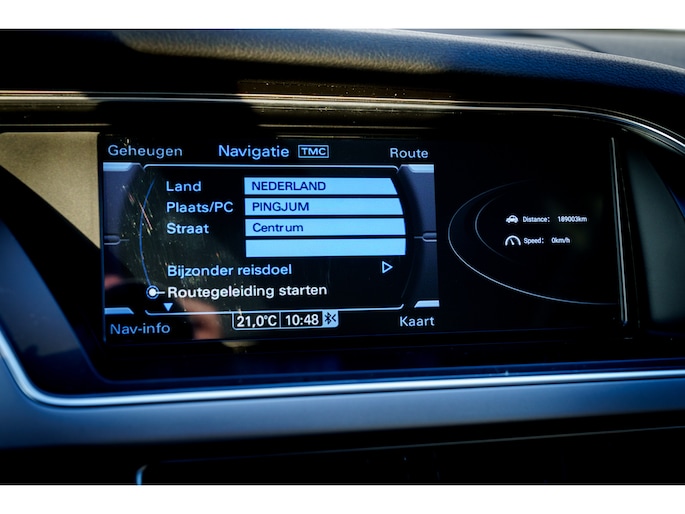 Geheugen Navigatie TMC Route
Land NEDERLAND
Plaats/PC PINGJUM
Straat Centrum
Bijzonder reisdoel
Routegeleiding starten
Nav-info 21,0°C 10:48 Kaart
Distance: 189003km
Speed: 0km/h